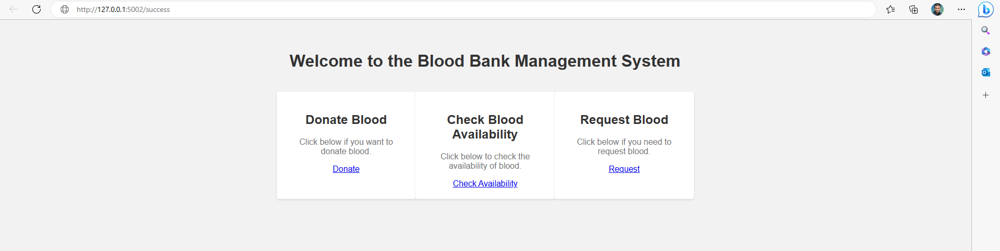 http://127.0.0.1:5002/success
Welcome to the Blood Bank Management System
Donate Blood
Click below if you want to
donate blood.
Donate
Check Blood
Availability
Click below to check the
availability of blood.
Check Availability
Request Blood
Click below if you need to
request blood.
Request